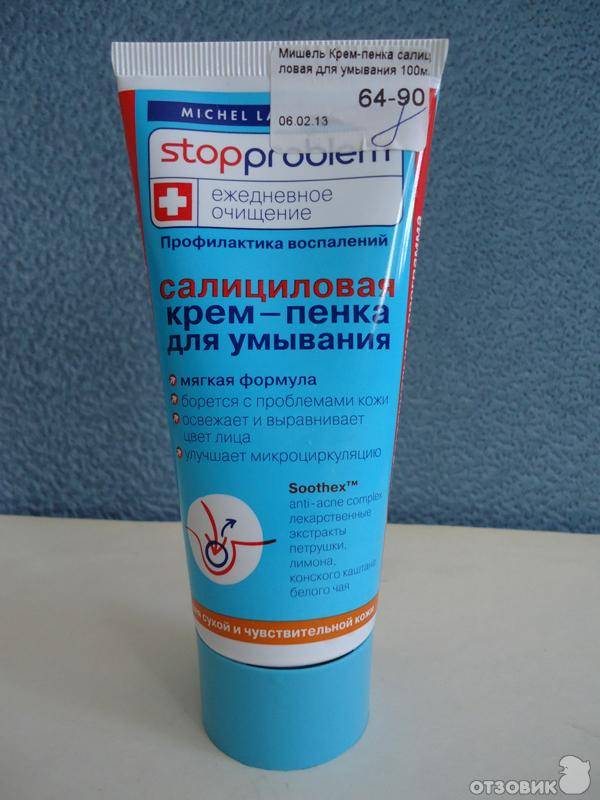 Мишель Крем-пенка салиц
ловая для умывания 100м.
64-90
06.02.13
MICHEL
stopproblem
ежедневное
очищение
Профилактика воспалений
салициловая
крем – пенка
для умывания
мягкая формула
борется с проблемами кожи
освежает и выравнивает
цвет лица
улучшает микроциркуляцию
Soothex™
anti-acne complex
лекарственные
экстракты
петрушки,
лимона,
конского каштана
белого чая
сухой и чувствительной кожи
ОТЗОВИК